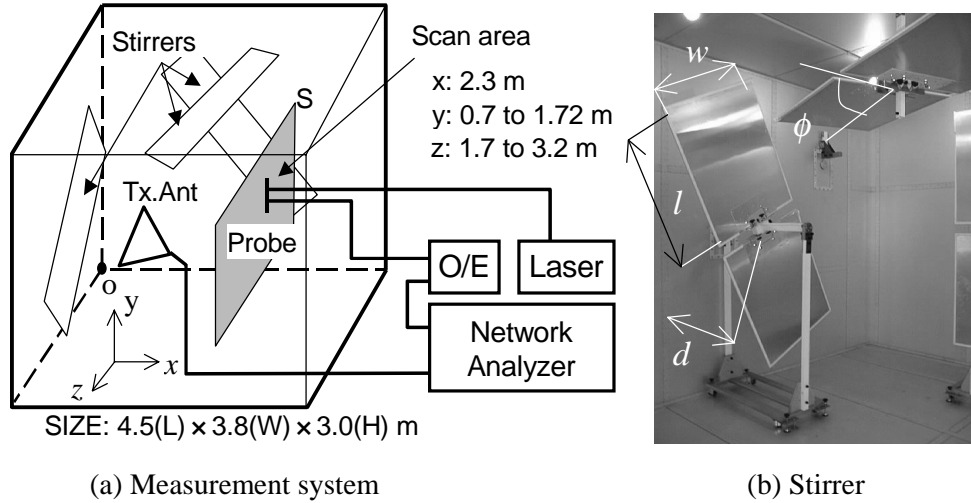 Stirrers
Scan area
x: 2.3 m
y: 0.7 to 1.72 m
z: 1.7 to 3.2 m
S
Tx.Ant
Probe
O/E
Laser
Network
Analyzer
o
y
x
z
SIZE: 4.5(L) × 3.8(W) × 3.0(H) m
(a) Measurement system
w
ϕ
l
d
(b) Stirrer